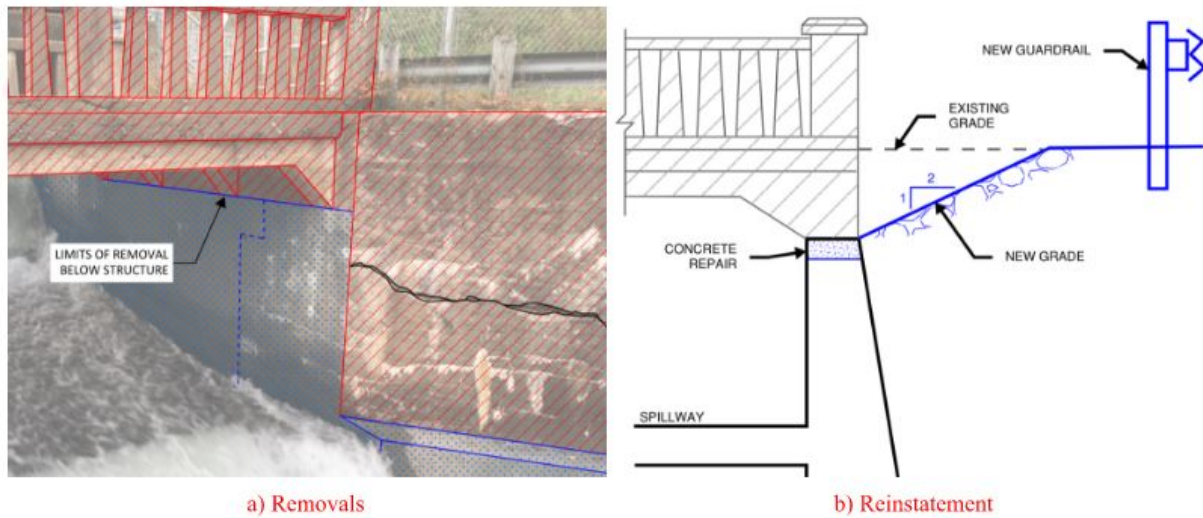 LIMITS OF REMOVAL
BELOW STRUCTURE
a) Removals
NEW GUARDRAIL
EXISTING
GRADE
2
1
CONCRETE
REPAIR
NEW GRADE
SPILLWAY
b) Reinstatement